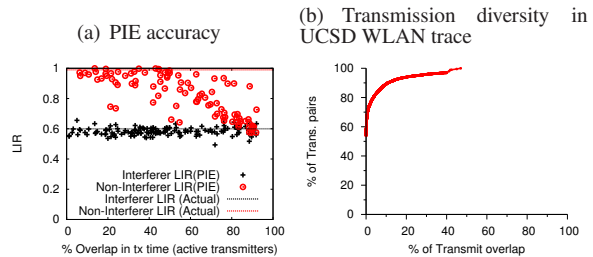 (a) PIE accuracy
(b) Transmission diversity in
UCSD WLAN trace
1
0.8
0.6
0.4
0.2
0
LIR
Interferer LIR(PIE)
Non-Interferer LIR(PIE)
Interferer LIR (Actual)
Non-Interferer LIR (Actual)
0 20 40 60 80 100
% Overlap in tx time (active transmitters)
100
80
60
40
20
0
% of Trans. pairs
0 20 40 60 80 100
% of Transmit overlap